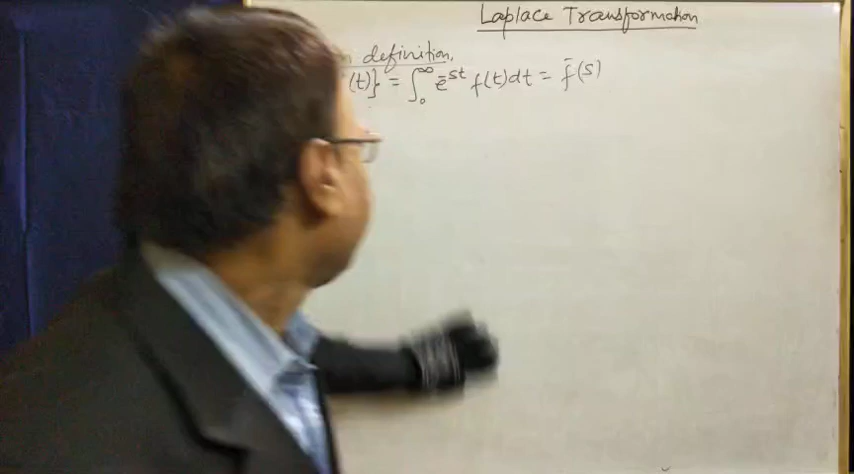 Laplace Transformation
definition,
(t)} = ∫₀^∞ e^-st f(t)dt = f̄(s)